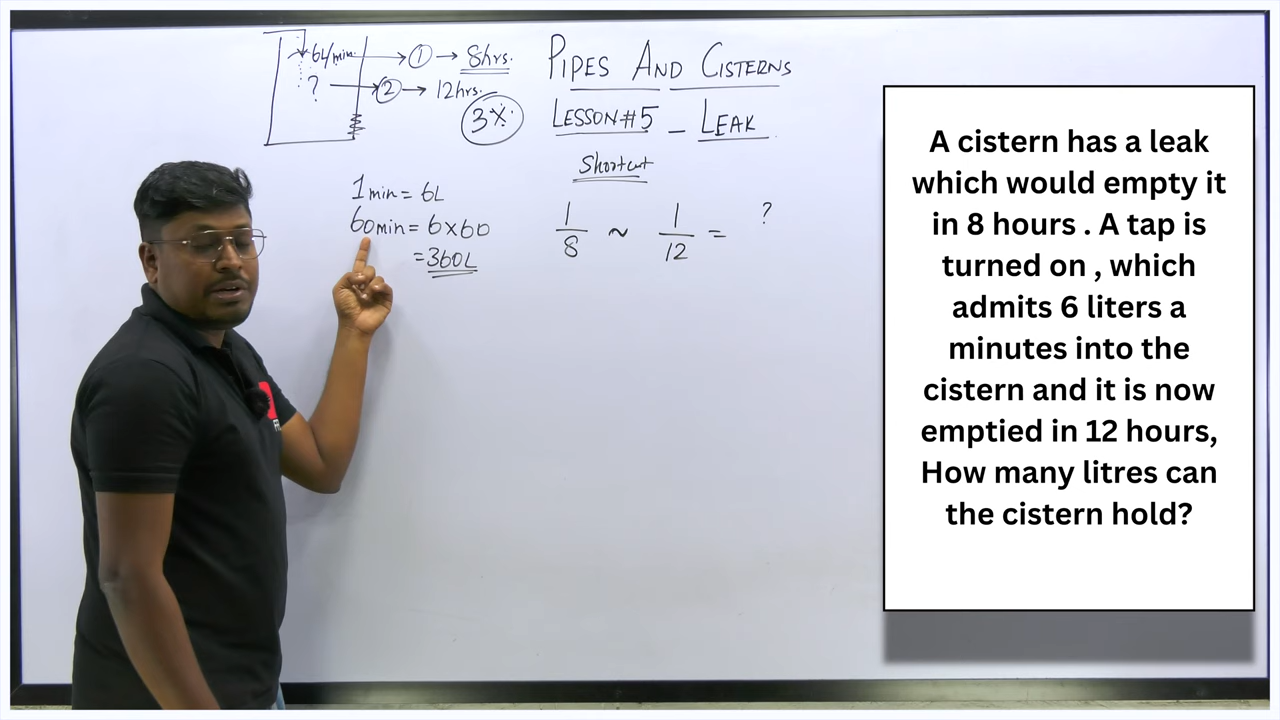 6L/min. → ① → 8hrs.
? → ② → 12hrs.
3X
PIPES AND CISTERNS
LESSON#5 - LEAK
Shortcut
1min = 6L
60min = 6x60
= 360L
1/8 ~ 1/12 = ?
A cistern has a leak
which would empty it
in 8 hours . A tap is
turned on , which
admits 6 liters a
minutes into the
cistern and it is now
emptied in 12 hours,
How many litres can
the cistern hold?